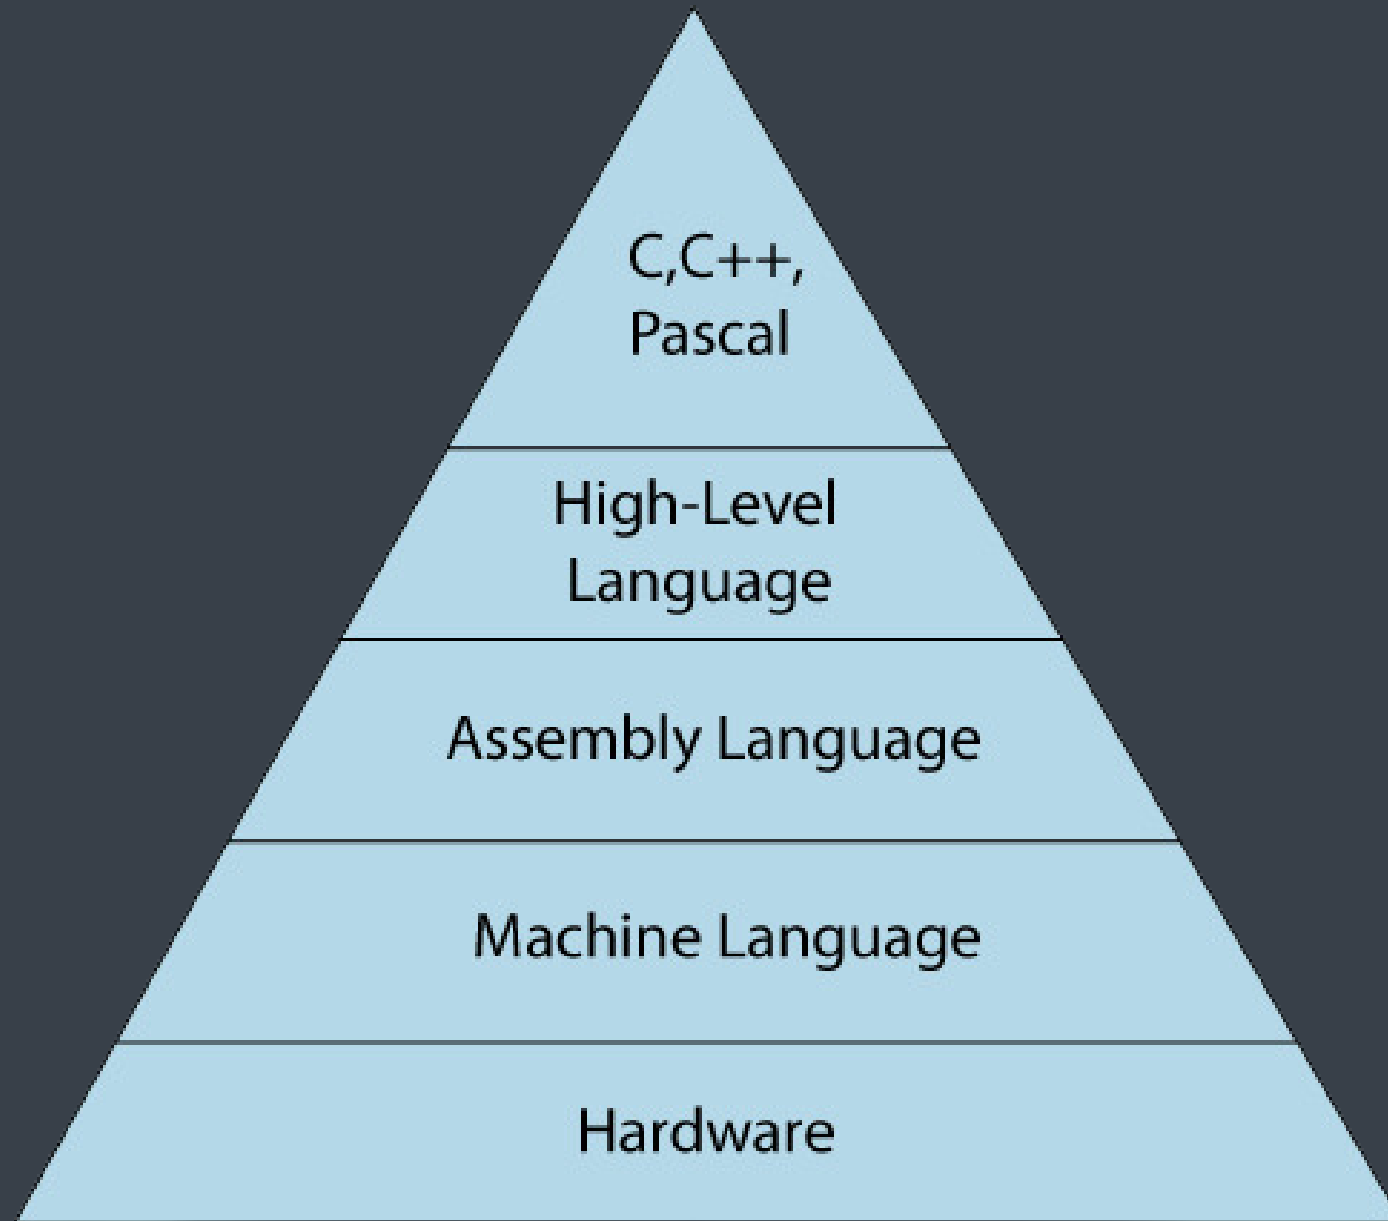 C,C++,
Pascal
High-Level
Language
Assembly Language
Machine Language
Hardware